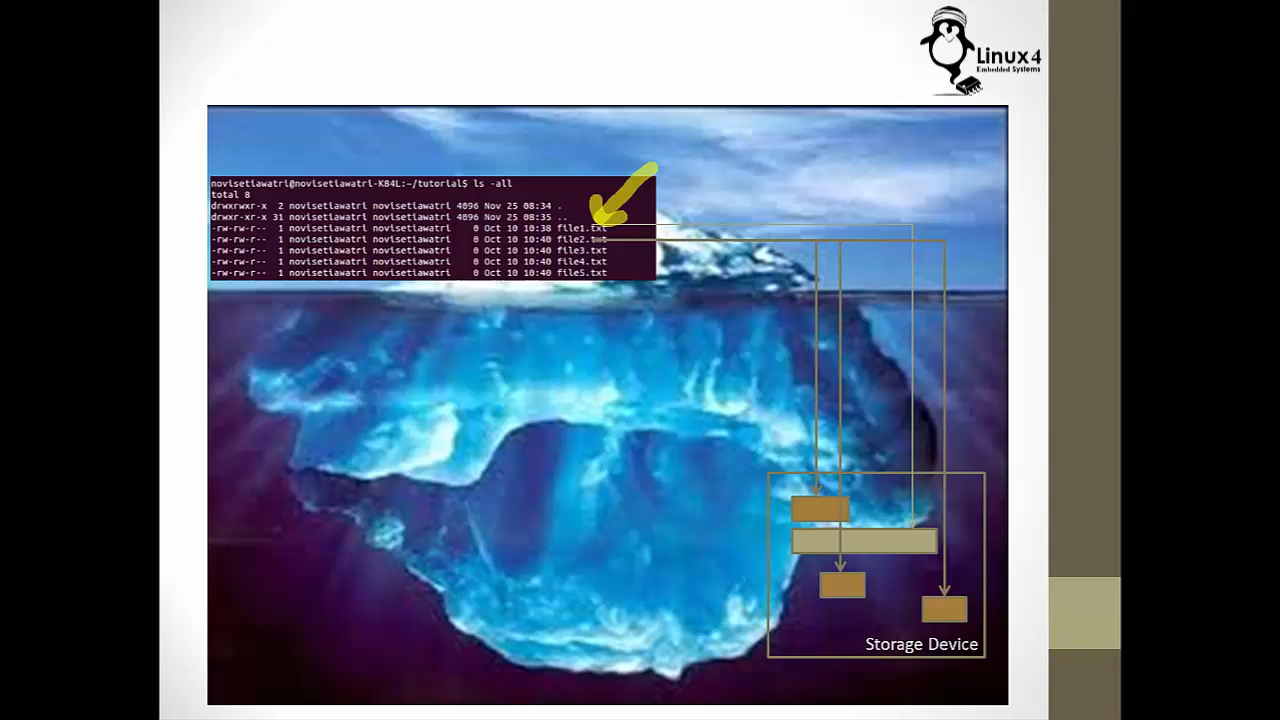 Linux 4
Embedded Systems
novisetiawatri@novisetiawatri-K84L:~/tutorial$ ls -all
total 8
drwxrwxr-x  2 novisetiawatri novisetiawatri 4096 Nov 25 08:34 .
drwxr-xr-x 31 novisetiawatri novisetiawatri 4096 Nov 25 08:35 ..
-rw-rw-r--  1 novisetiawatri novisetiawatri    0 Oct 10 10:38 file1.txt
-rw-rw-r--  1 novisetiawatri novisetiawatri    0 Oct 10 10:40 file2.txt
-rw-rw-r--  1 novisetiawatri novisetiawatri    0 Oct 10 10:40 file3.txt
-rw-rw-r--  1 novisetiawatri novisetiawatri    0 Oct 10 10:40 file4.txt
-rw-rw-r--  1 novisetiawatri novisetiawatri    0 Oct 10 10:40 file5.txt
Storage Device